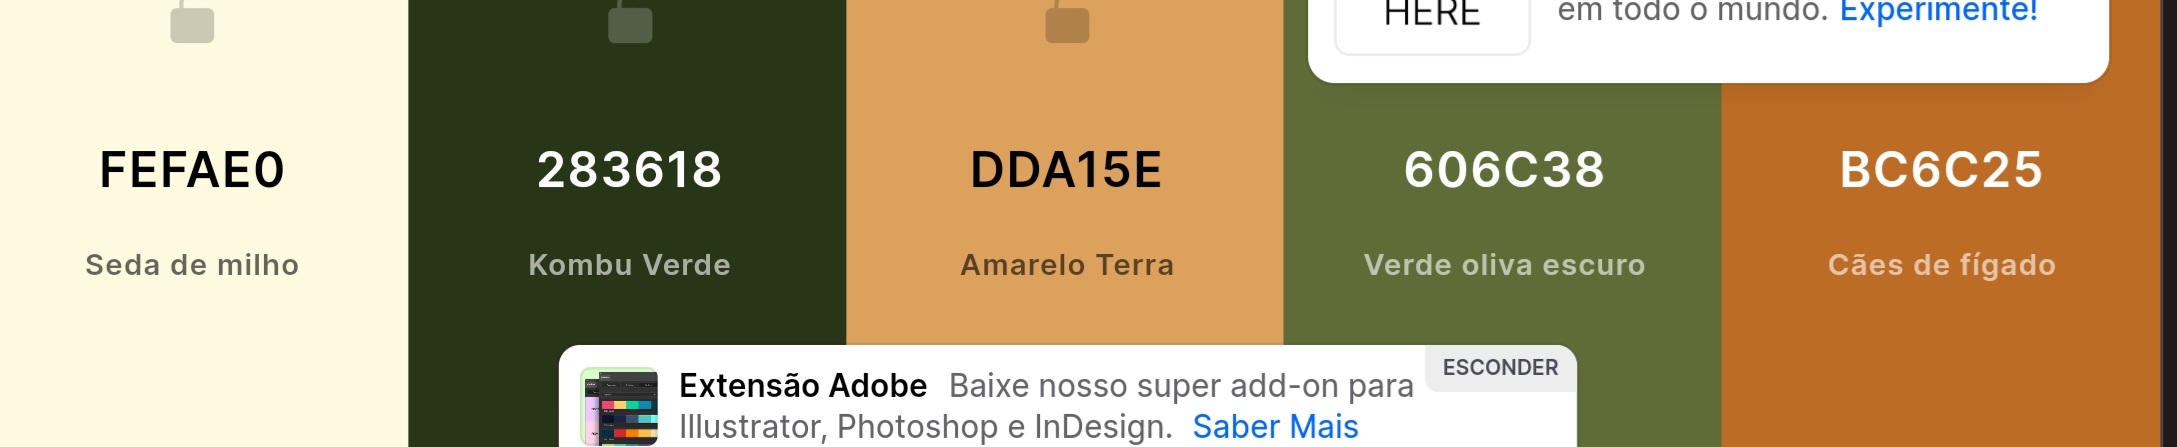 HERE
em todo o mundo. Experimente!
FEFAE0
283618
DDA15E
606C38
BC6C25
Seda de milho
Kombu Verde
Amarelo Terra
Verde oliva escuro
Cães de fígado
ESCONDER
Extensão Adobe Baixe nosso super add-on para
Illustrator, Photoshop e InDesign. Saber Mais